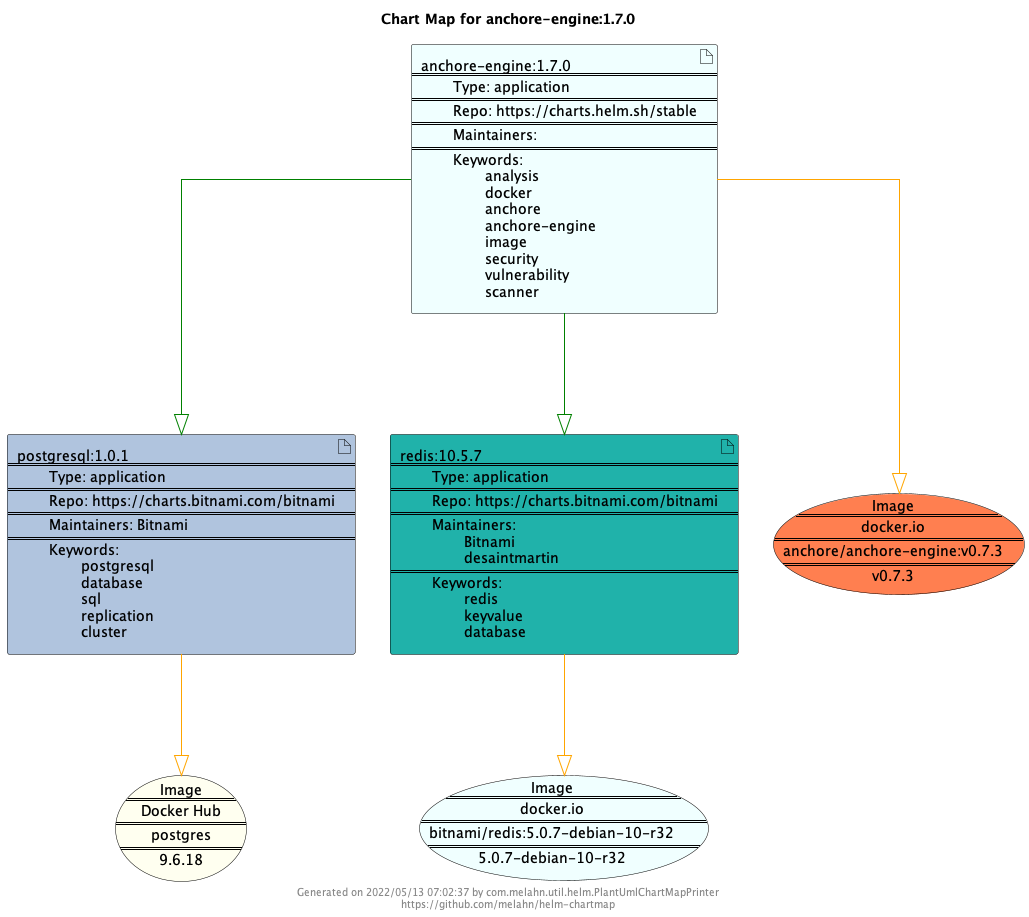 Chart Map for anchore-engine:1.7.0
anchore-engine:1.7.0
Type: application
Repo: https://charts.helm.sh/stable
Maintainers:
Keywords:
analysis
docker
anchore
anchore-engine
image
security
vulnerability
scanner
postgresql:1.0.1
Type: application
Repo: https://charts.bitnami.com/bitnami
Maintainers: Bitnami
Keywords:
postgresql
database
sql
replication
cluster
redis:10.5.7
Type: application
Repo: https://charts.bitnami.com/bitnami
Maintainers:
Bitnami
desaintmartin
Keywords:
redis
keyvalue
database
Image
docker.io
anchore/anchore-engine:v0.7.3
v0.7.3
Image
Docker Hub
postgres
9.6.18
Image
docker.io
bitnami/redis:5.0.7-debian-10-r32
5.0.7-debian-10-r32
Generated on 2022/05/13 07:02:37 by com.melahn.util.helm.PlantUmlChartMapPrinter
https://github.com/melahn/helm-chartmap